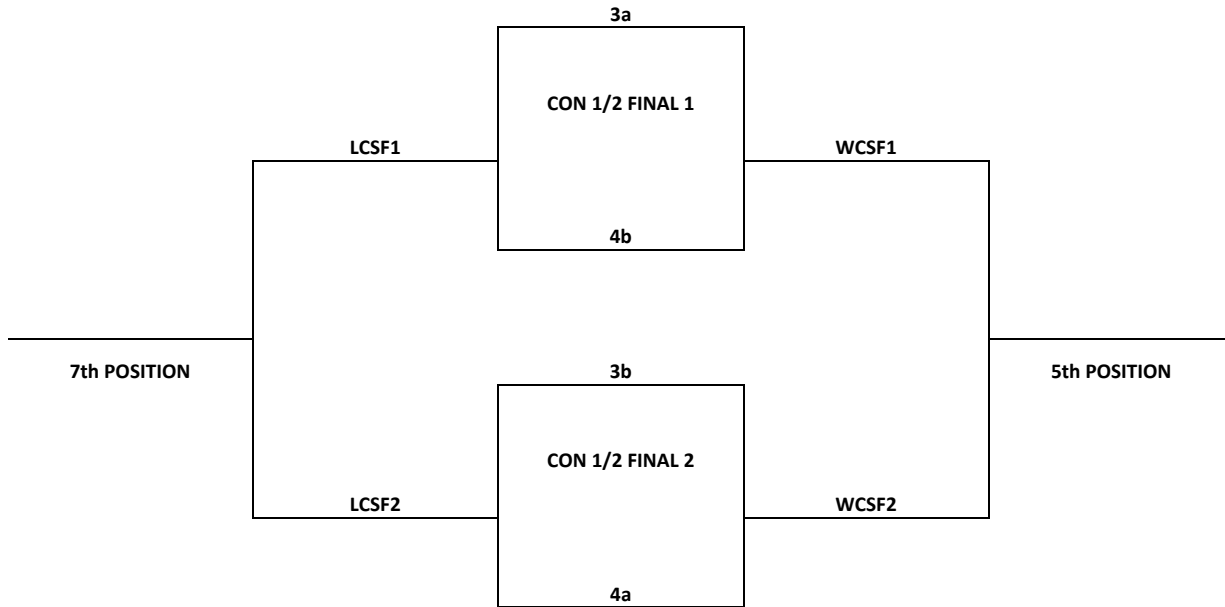 3a
CON 1/2 FINAL 1
LCSF1
WCSF1
4b
7th POSITION
3b
5th POSITION
CON 1/2 FINAL 2
LCSF2
WCSF2
4a